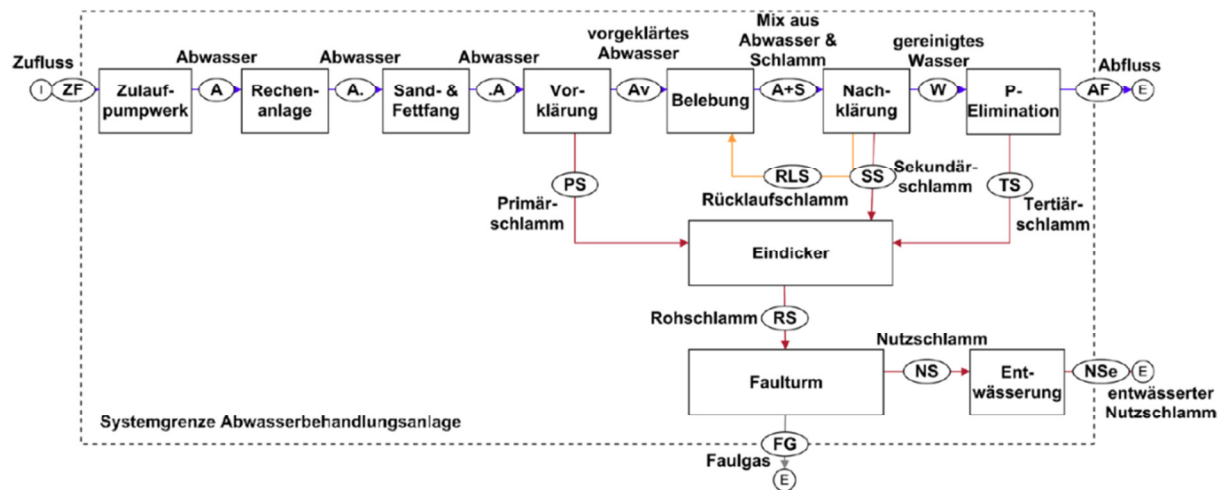 Zufluss
Abwasser
Abwasser
Abwasser
vorgeklärtes
Abwasser
Mix aus
Abwasser &
Schlamm
gereinigtes
Wasser
Abfluss
I
ZF
Zulauf-
pumpwerk
A
Rechen-
anlage
A.
Sand- &
Fettfang
.A
Vor-
klärung
Av
Belebung
A+S
Nach-
klärung
W
P-
Elimination
AF
E
PS
Primär-
schlamm
RLS
Rücklaufschlamm
SS
Sekundär-
schlamm
TS
Tertiär-
schlamm
Eindicker
Rohschlamm
RS
Faulturm
Nutzschlamm
NS
Ent-
wässerung
NSe
E
entwässerter
Nutzschlamm
Systemgrenze Abwasserbehandlungsanlage
FG
Faulgas
E